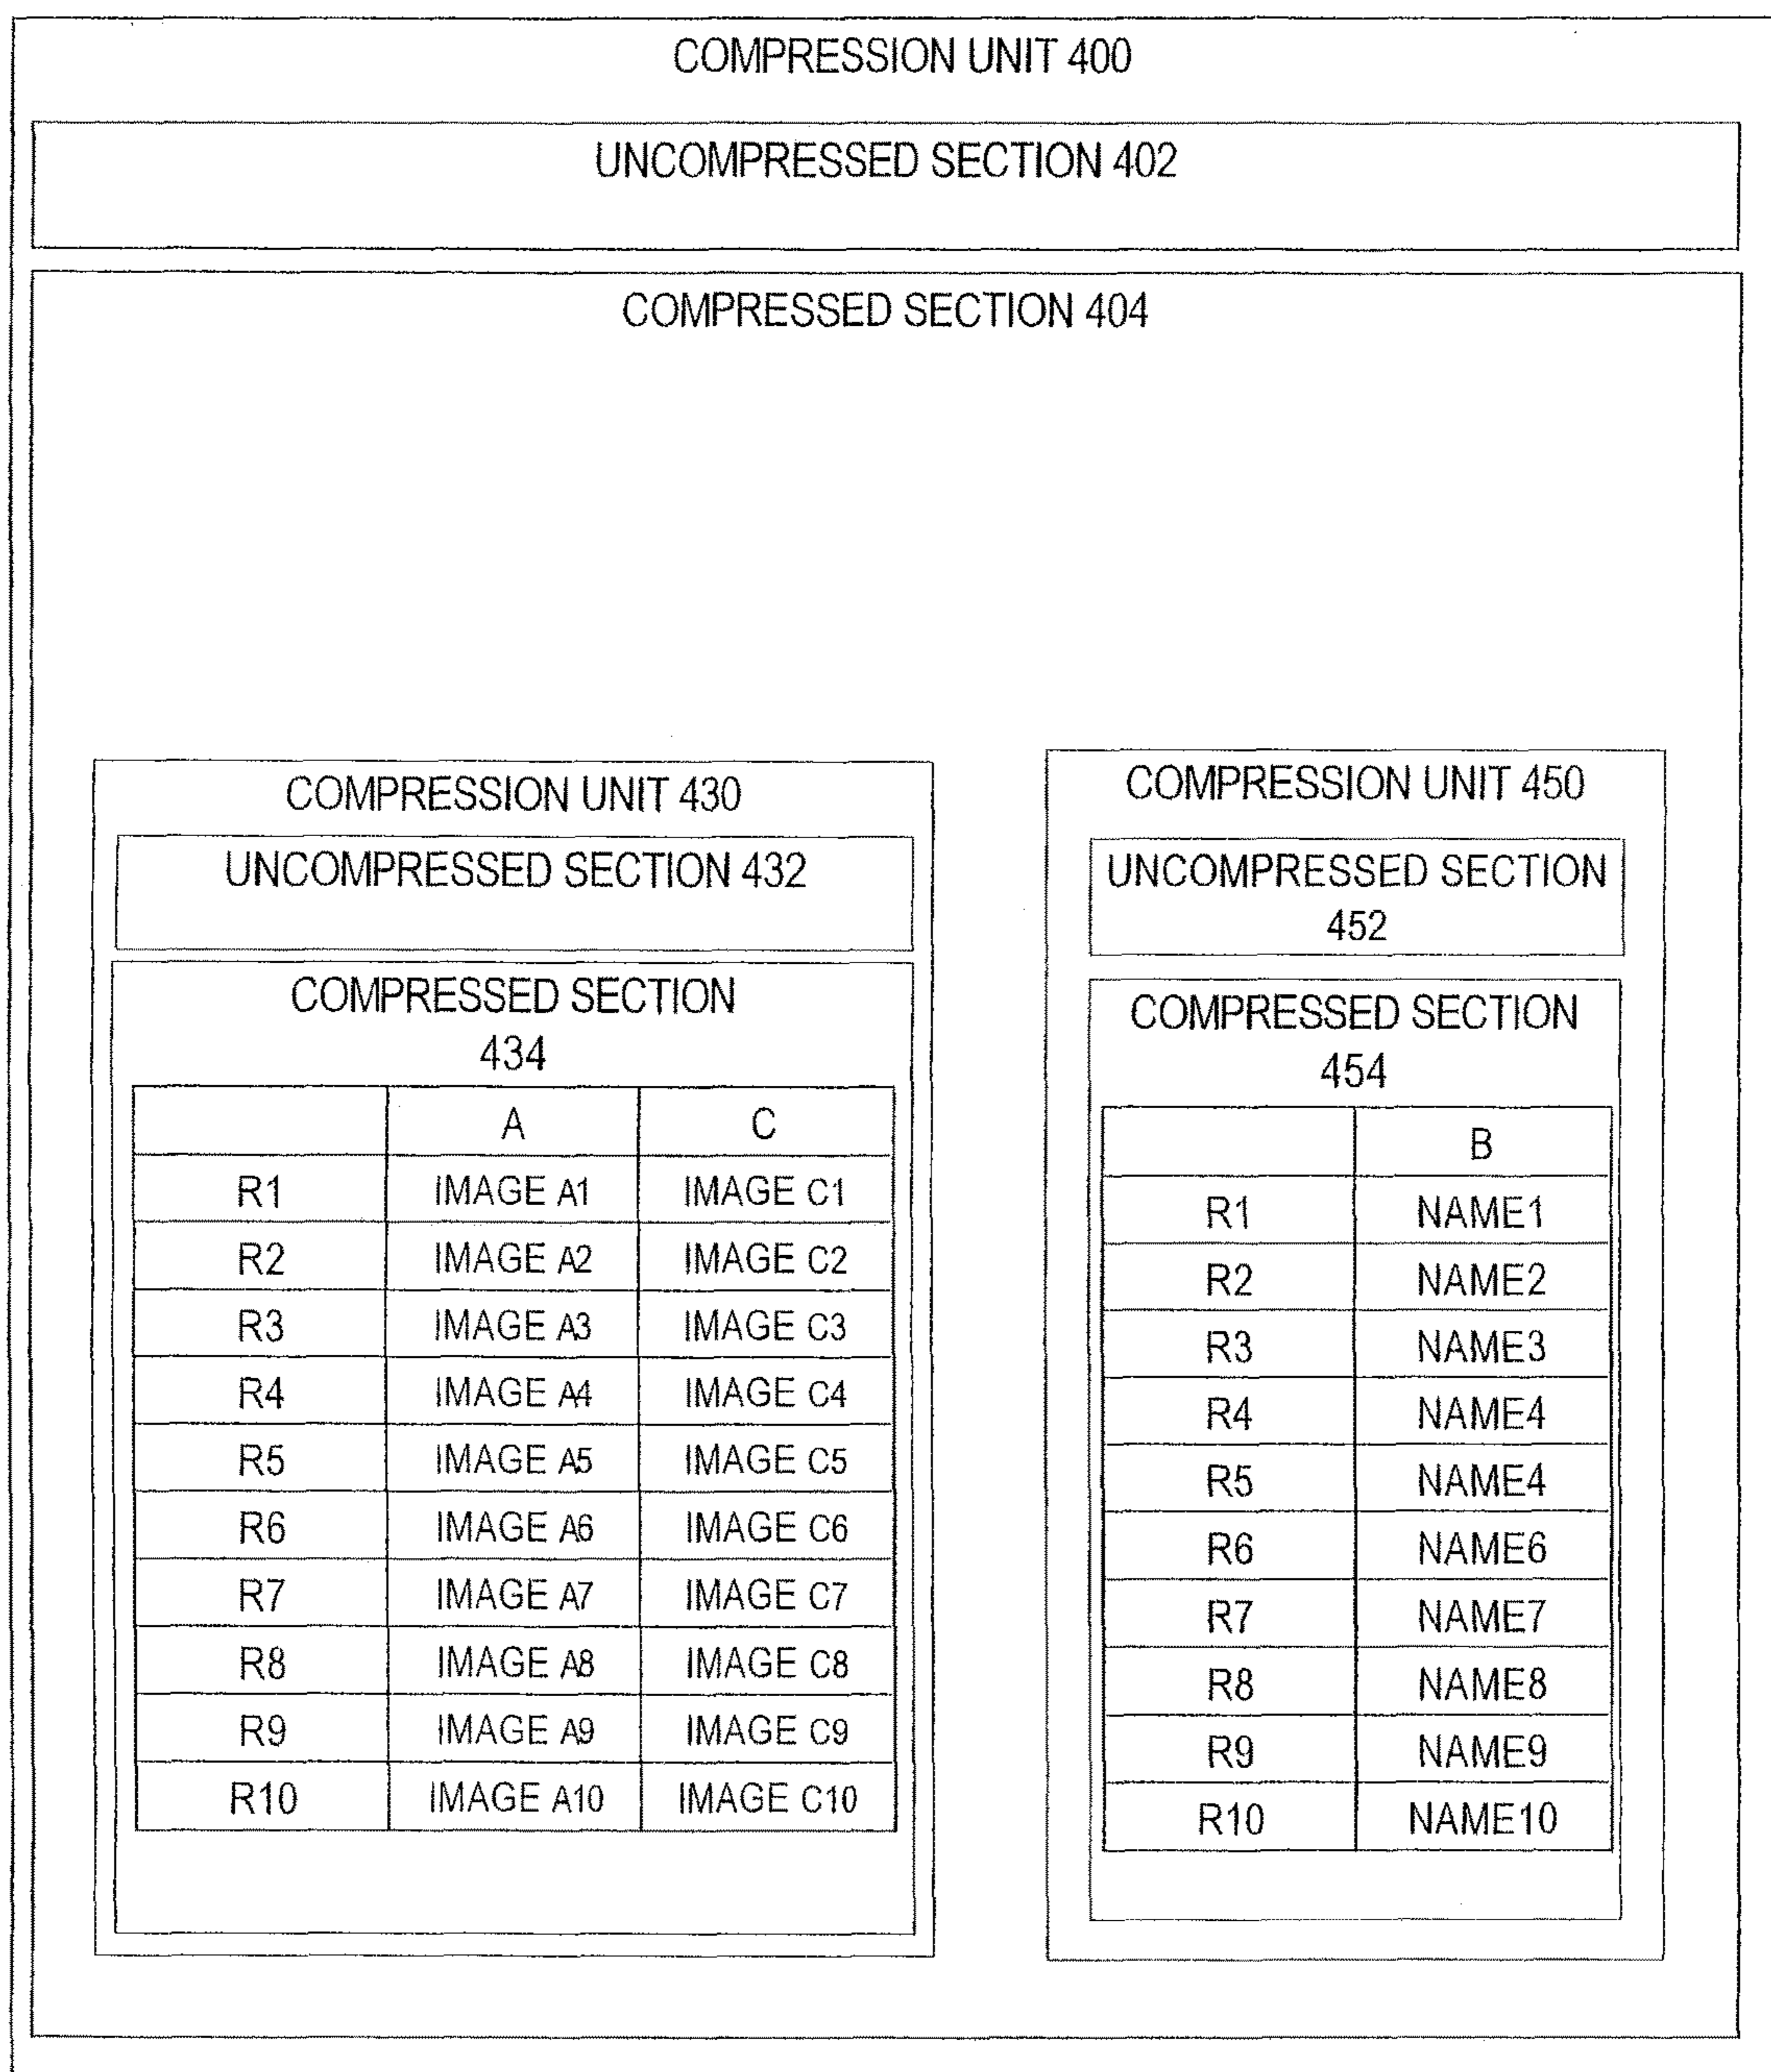 COMPRESSION UNIT 400
UNCOMPRESSED SECTION 402
COMPRESSED SECTION 404
COMPRESSION UNIT 430
UNCOMPRESSED SECTION 432
COMPRESSED SECTION
434
A C
R1 IMAGE A1 IMAGE C1
R2 IMAGE A2 IMAGE C2
R3 IMAGE A3 IMAGE C3
R4 IMAGE A4 IMAGE C4
R5 IMAGE A5 IMAGE C5
R6 IMAGE A6 IMAGE C6
R7 IMAGE A7 IMAGE C7
R8 IMAGE A8 IMAGE C8
R9 IMAGE A9 IMAGE C9
R10 IMAGE A10 IMAGE C10
COMPRESSION UNIT 450
UNCOMPRESSED SECTION
452
COMPRESSED SECTION
454
B
R1 NAME1
R2 NAME2
R3 NAME3
R4 NAME4
R5 NAME4
R6 NAME6
R7 NAME7
R8 NAME8
R9 NAME9
R10 NAME10